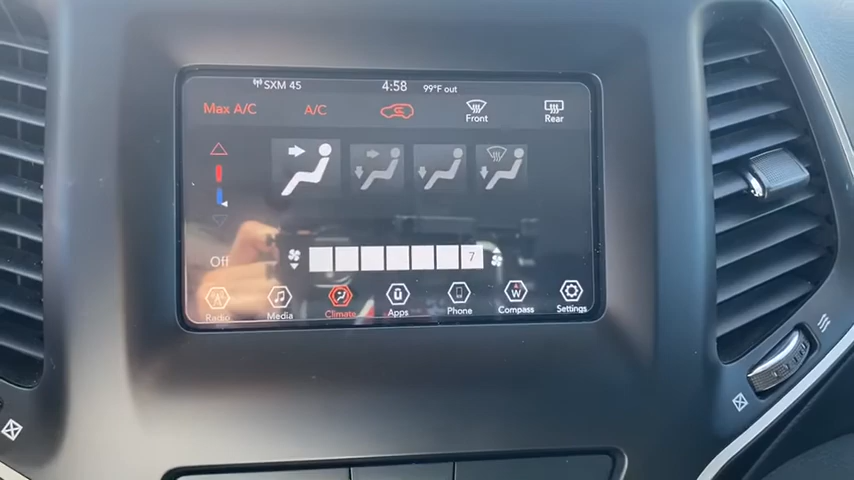 SXM 45 4:58 99°F out
Max A/C A/C Front Rear
Off 7
Radio Media Climate Apps Phone W Compass Settings